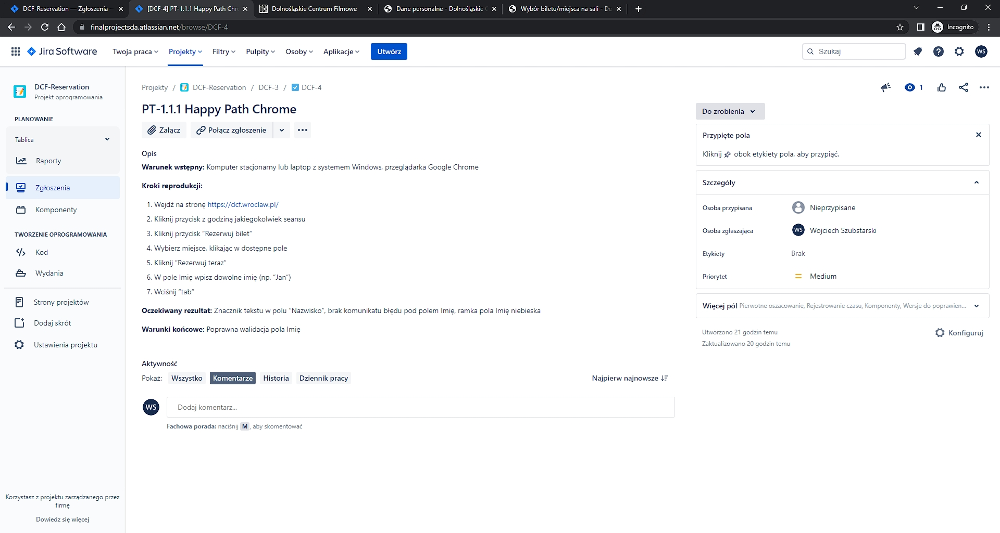 DCF-Reservation — Zgłoszenia —
[DCF-4] PT-1.1.1 Happy Path Chro
Dolnośląskie Centrum Filmowe
Dane personalne - Dolnośląskie C
Wybór biletu/miejsca na sali - Do
finalprojectsda.atlassian.net/browse/DCF-4
Incognito
Jira Software
Twoja praca
Projekty
Filtry
Pulpity
Osoby
Aplikacje
Utwórz
Szukaj
WS
DCF-Reservation
Projekt oprogramowania
PLANOWANIE
Tablica
Raporty
Zgłoszenia
Komponenty
TWORZENIE OPROGRAMOWANIA
Kod
Wydania
Strony projektów
Dodaj skrót
Ustawienia projektu
Korzystasz z projektu zarządzanego przez
firmę
Dowiedz się więcej
Projekty / DCF-Reservation / DCF-3 / DCF-4
1
PT-1.1.1 Happy Path Chrome
Załącz
Połącz zgłoszenie
Opis
Warunek wstępny: Komputer stacjonarny lub laptop z systemem Windows, przeglądarka Google Chrome
Kroki reprodukcji:
1. Wejdź na stronę https://dcf.wroclaw.pl/
2. Kliknij przycisk z godziną jakiegokolwiek seansu
3. Kliknij przycisk “Rezerwuj bilet”
4. Wybierz miejsce, klikając w dostępne pole
5. Kliknij “Rezerwuj teraz”
6. W pole Imię wpisz dowolne imię (np. “Jan”)
7. Wciśnij “tab”
Oczekiwany rezultat: Znacznik tekstu w polu “Nazwisko”, brak komunikatu błędu pod polem Imię, ramka pola Imię niebieska
Warunki końcowe: Poprawna walidacja pola Imię
Aktywność
Pokaż: Wszystko Komentarze Historia Dziennik pracy
Najpierw najnowsze
WS
Dodaj komentarz...
Fachowa porada: naciśnij M, aby skomentować
Do zrobienia
Przypięte pola
Kliknij obok etykiety pola, aby przypiąć.
Szczegóły
Osoba przypisana
Nieprzypisane
Osoba zgłaszająca
WS Wojciech Szubstarski
Etykiety
Brak
Priorytet
Medium
Więcej pól Pierwotne oszacowanie, Rejestrowanie czasu, Komponenty, Wersje do poprawien...
Utworzono 21 godzin temu
Zaktualizowano 20 godzin temu
Konfiguruj